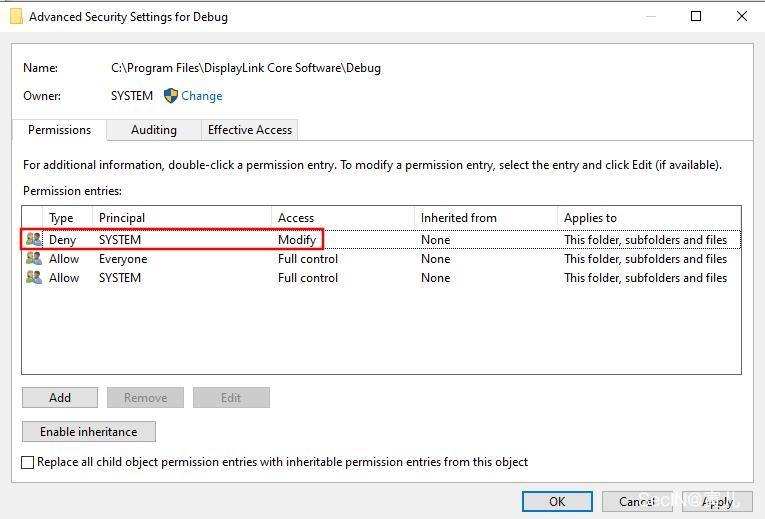 Advanced Security Settings for Debug
Name: C:\Program Files\DisplayLink Core Software\Debug
Owner: SYSTEM Change
Permissions Auditing Effective Access
For additional information, double-click a permission entry. To modify a permission entry, select the entry and click Edit (if available).
Permission entries:
Type Principal Access Inherited from Applies to
Deny SYSTEM Modify None This folder, subfolders and files
Allow Everyone Full control None This folder, subfolders and files
Allow SYSTEM Full control None This folder, subfolders and files
Add Remove Edit
Enable inheritance
Replace all child object permission entries with inheritable permission entries from this object
OK Cancel Apply